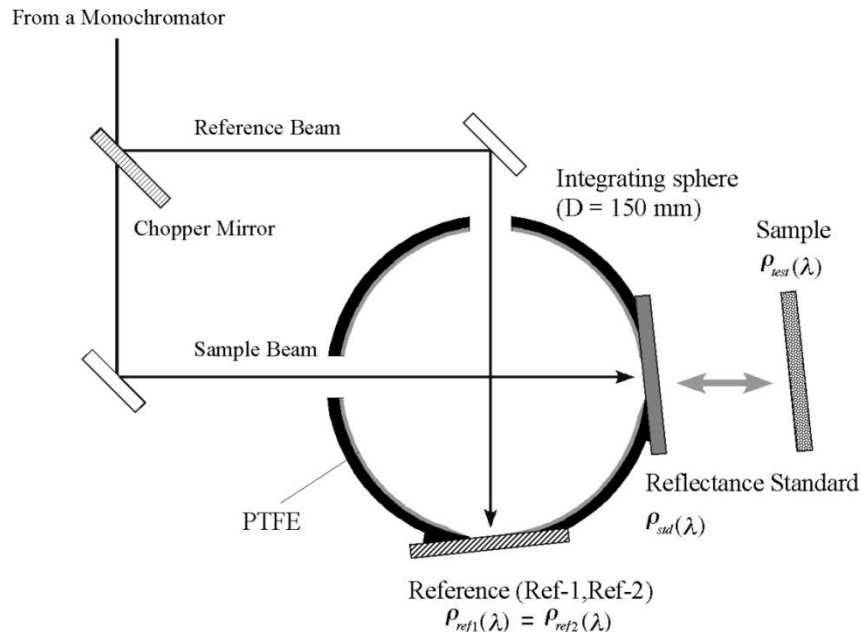 From a Monochromator
Reference Beam
Integrating sphere
(D = 150 mm)
Chopper Mirror
Sample
ρtest(λ)
Sample Beam
PTFE
Reflectance Standard
ρstd(λ)
Reference (Ref-1,Ref-2)
ρref1(λ) = ρref2(λ)